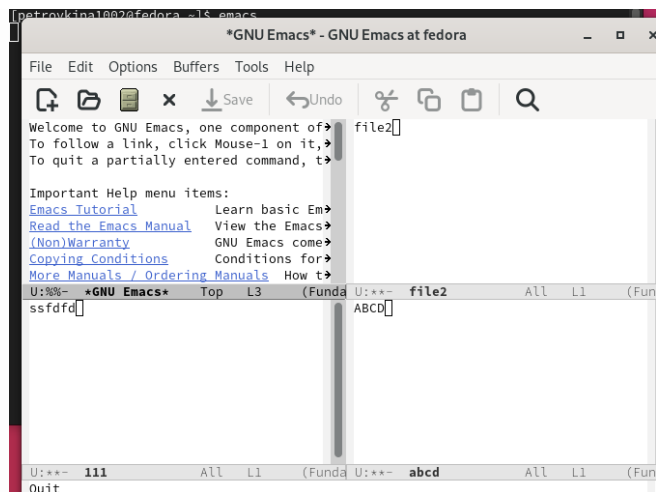 [petrovkina1002@fedora ~]$ emacs
*GNU Emacs* - GNU Emacs at fedora
File Edit Options Buffers Tools Help
Save Undo
Welcome to GNU Emacs, one component of
To follow a link, click Mouse-1 on it,
To quit a partially entered command, t
Important Help menu items:
Emacs Tutorial Learn basic Em
Read the Emacs Manual View the Emacs
(Non)Warranty GNU Emacs come
Copying Conditions Conditions for
More Manuals / Ordering Manuals How t
U:%%- *GNU Emacs* Top L3 (Funda
file2
U:**- file2 All L1 (Fun
ssfdfd
U:**- 111 All L1 (Funda
ABCD
U:**- abcd All L1 (Fun
Quit